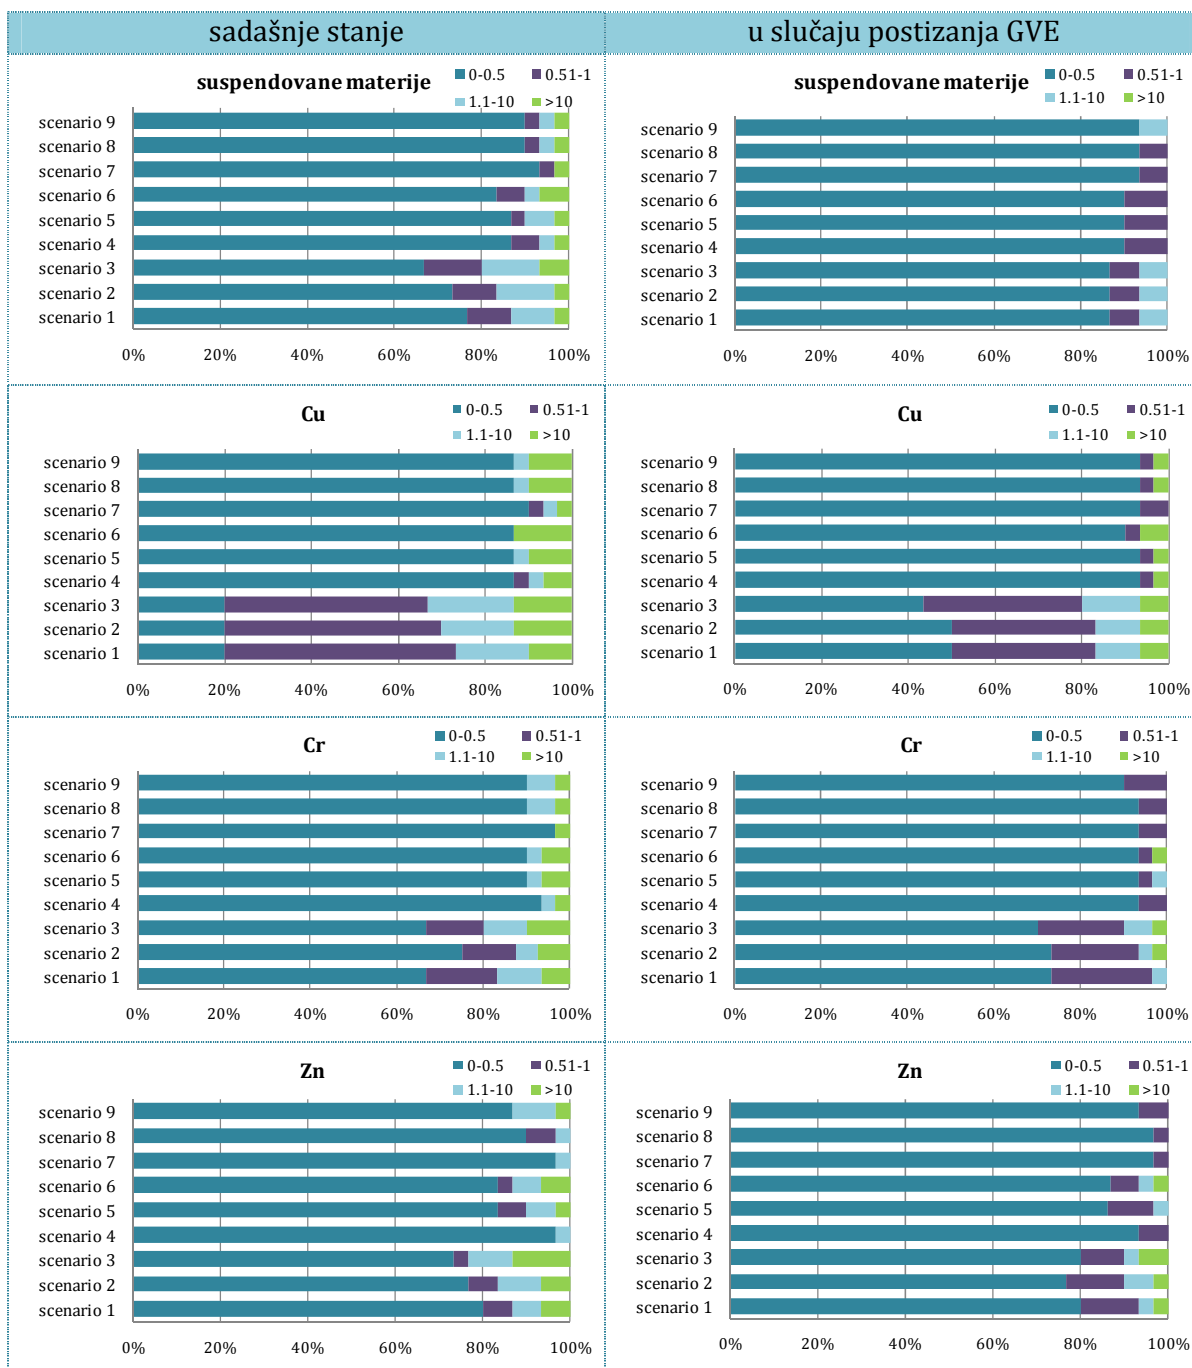 sadašnje stanje
u slučaju postizanja GVE
suspendovane materije
0-0.5 0.51-1
1.1-10 >10
scenario 9
scenario 8
scenario 7
scenario 6
scenario 5
scenario 4
scenario 3
scenario 2
scenario 1
0% 20% 40% 60% 80% 100%
suspendovane materije
0-0.5 0.51-1
1.1-10 >10
scenario 9
scenario 8
scenario 7
scenario 6
scenario 5
scenario 4
scenario 3
scenario 2
scenario 1
0% 20% 40% 60% 80% 100%
Cu
0-0.5 0.51-1
1.1-10 >10
scenario 9
scenario 8
scenario 7
scenario 6
scenario 5
scenario 4
scenario 3
scenario 2
scenario 1
0% 20% 40% 60% 80% 100%
Cu
0-0.5 0.51-1
1.1-10 >10
scenario 9
scenario 8
scenario 7
scenario 6
scenario 5
scenario 4
scenario 3
scenario 2
scenario 1
0% 20% 40% 60% 80% 100%
Cr
0-0.5 0.51-1
1.1-10 >10
scenario 9
scenario 8
scenario 7
scenario 6
scenario 5
scenario 4
scenario 3
scenario 2
scenario 1
0% 20% 40% 60% 80% 100%
Cr
0-0.5 0.51-1
1.1-10 >10
scenario 9
scenario 8
scenario 7
scenario 6
scenario 5
scenario 4
scenario 3
scenario 2
scenario 1
0% 20% 40% 60% 80% 100%
Zn
0-0.5 0.51-1
1.1-10 >10
scenario 9
scenario 8
scenario 7
scenario 6
scenario 5
scenario 4
scenario 3
scenario 2
scenario 1
0% 20% 40% 60% 80% 100%
Zn
0-0.5 0.51-1
1.1-10 >10
scenario 9
scenario 8
scenario 7
scenario 6
scenario 5
scenario 4
scenario 3
scenario 2
scenario 1
0% 20% 40% 60% 80% 100%